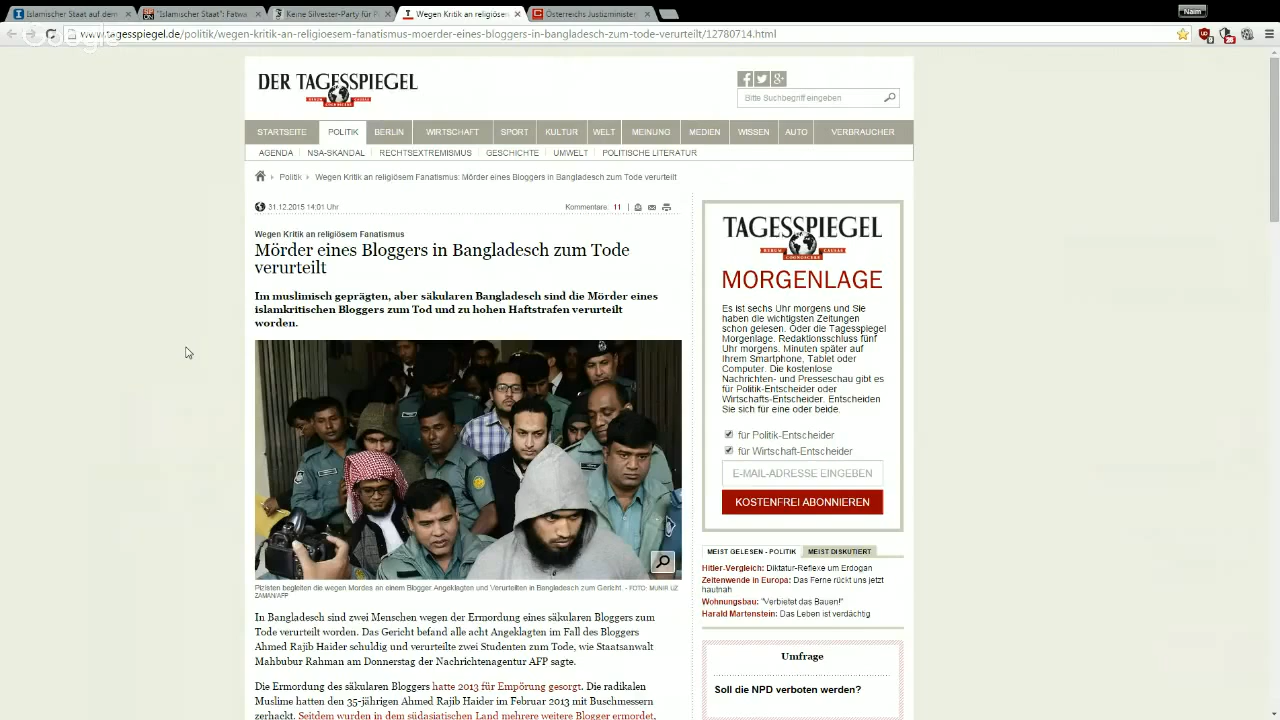 Islamischer Staat auf dem
"Islamischer Staat": Fatwa
Keine Silvester-Party für P
Wegen Kritik an religiöser
Österreichs Justizminister
Naim
Google
www.tagesspiegel.de/politik/wegen-kritik-an-religioesem-fanatismus-moerder-eines-bloggers-in-bangladesch-zum-tode-verurteilt/12780714.html
DER TAGESSPIEGEL
Bitte Suchbegriff eingeben
STARTSEITE POLITIK BERLIN WIRTSCHAFT SPORT KULTUR WELT MEINUNG MEDIEN WISSEN AUTO VERBRAUCHER
AGENDA NSA-SKANDAL RECHTSEXTREMISMUS GESCHICHTE UMWELT POLITISCHE LITERATUR
Politik Wegen Kritik an religiösem Fanatismus: Mörder eines Bloggers in Bangladesch zum Tode verurteilt
31.12.2015 14:01 Uhr
Kommentare: 11
Wegen Kritik an religiösem Fanatismus
Mörder eines Bloggers in Bangladesch zum Tode
verurteilt
Im muslimisch geprägten, aber säkularen Bangladesch sind die Mörder eines
islamkritischen Bloggers zum Tod und zu hohen Haftstrafen verurteilt
worden.
Plizisten begleiten die wegen Mordes an einem Blogger Angeklagten und Verurteilten in Bangladesch zum Gericht. - FOTO: MUNIR UZ
ZAMAN/AFP
In Bangladesch sind zwei Menschen wegen der Ermordung eines säkularen Bloggers zum
Tode verurteilt worden. Das Gericht befand alle acht Angeklagten im Fall des Bloggers
Ahmed Rajib Haider schuldig und verurteilte zwei Studenten zum Tode, wie Staatsanwalt
Mahbubur Rahman am Donnerstag der Nachrichtenagentur AFP sagte.
Die Ermordung des säkularen Bloggers hatte 2013 für Empörung gesorgt. Die radikalen
Muslime hatten den 35-jährigen Ahmed Rajib Haider im Februar 2013 mit Buschmessern
zerhackt. Seitdem wurden in dem südasiatischen Land mehrere weitere Blogger ermordet,
TAGESSPIEGEL
MORGENLAGE
Es ist sechs Uhr morgens und Sie
haben die wichtigsten Zeitungen
schon gelesen. Oder die Tagesspiegel
Morgenlage. Redaktionsschluss fünf
Uhr morgens. Minuten später auf
Ihrem Smartphone, Tablet oder
Computer. Die kostenlose
Nachrichten- und Presseschau gibt es
für Politik-Entscheider oder
Wirtschafts-Entscheider. Entscheiden
Sie sich für eine oder beide.
für Politik-Entscheider
für Wirtschaft-Entscheider
E-MAIL-ADRESSE EINGEBEN
KOSTENFREI ABONNIEREN
MEIST GELESEN - POLITIK MEIST DISKUTIERT
Hitler-Vergleich: Diktatur-Reflexe um Erdogan
Zeitenwende in Europa: Das Ferne rückt uns jetzt
hautnah
Wohnungsbau: "Verbietet das Bauen!"
Harald Martenstein: Das Leben ist verdächtig
Umfrage
Soll die NPD verboten werden?